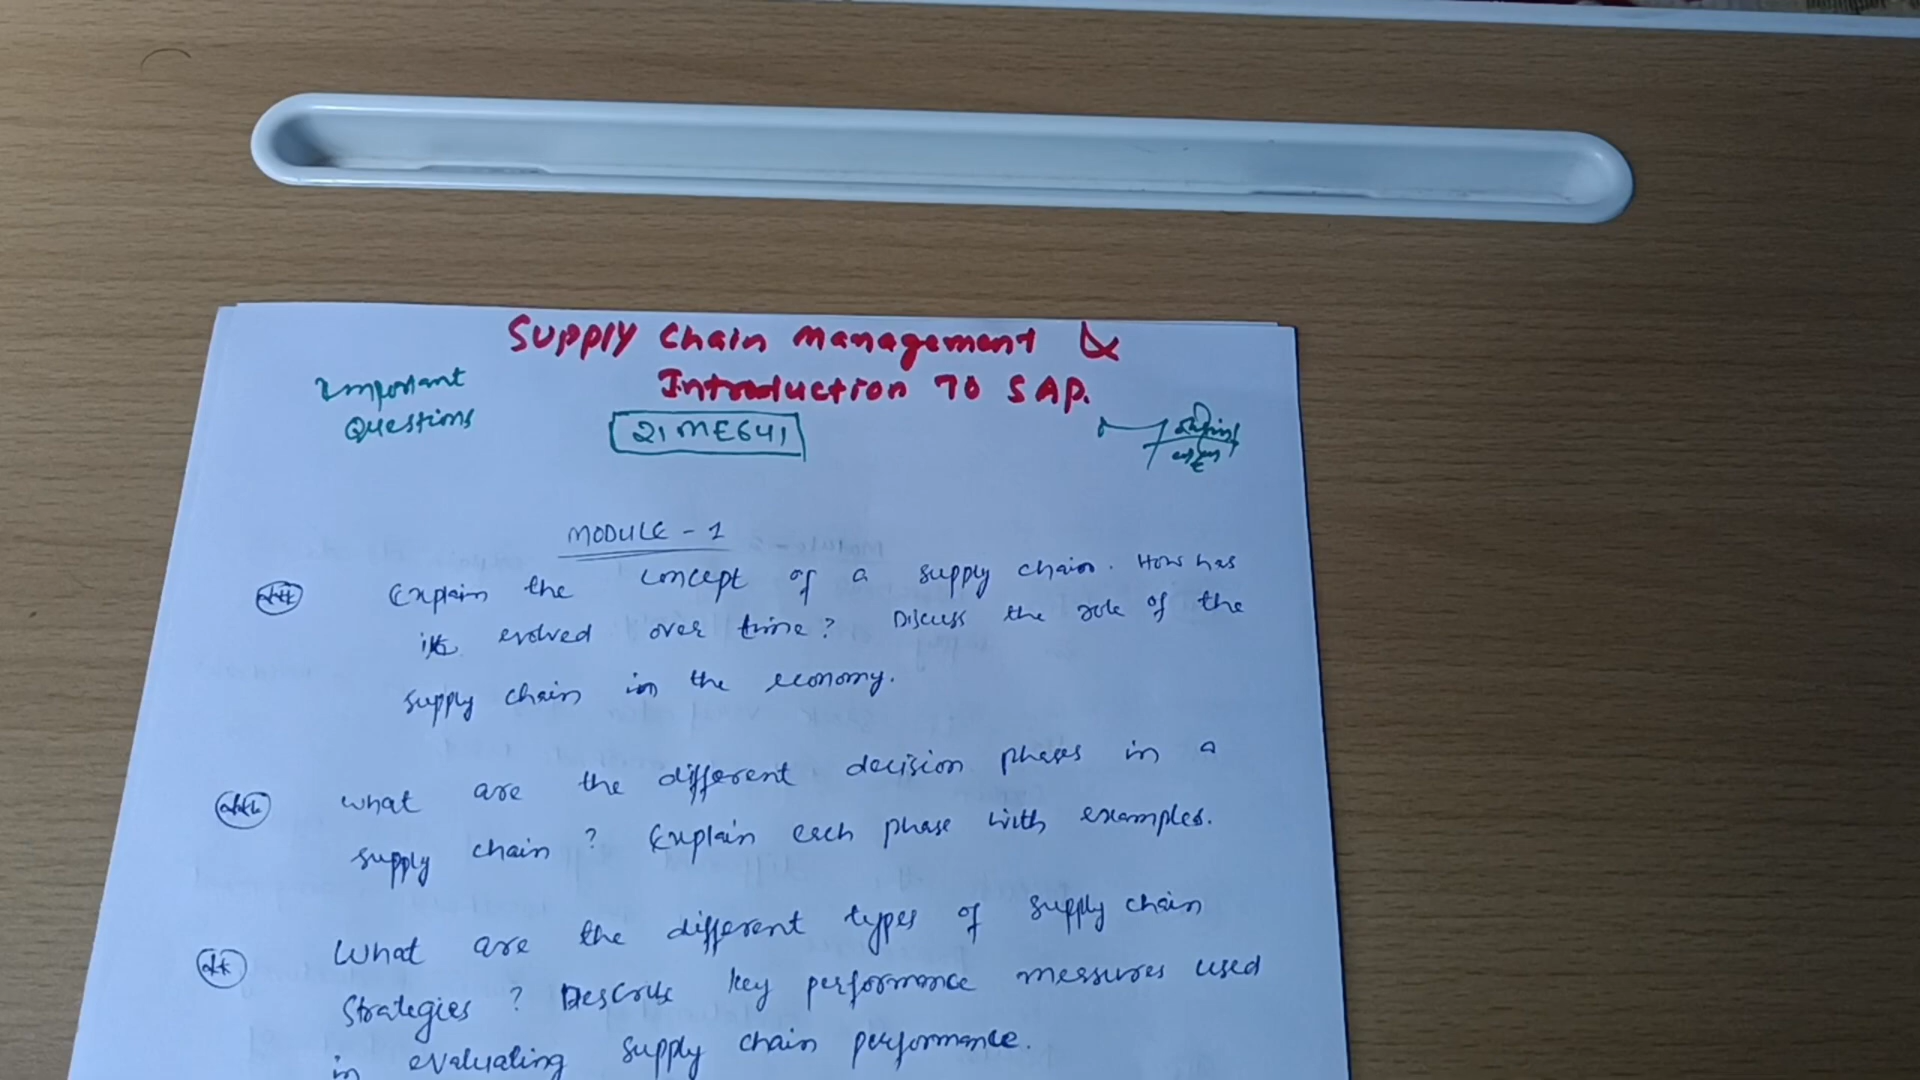 Supply Chain Management &
Introduction To SAP.
Important
Questions
21ME641
MODULE - 1
Explain the concept of a supply chain. How has
it evolved over time? Discuss the role of the
supply chain in the economy.
What are the different decision phases in a
supply chain? Explain each phase with examples.
What are the different types of supply chain
Strategies? Describe key performance measures used
in evaluating supply chain performance.